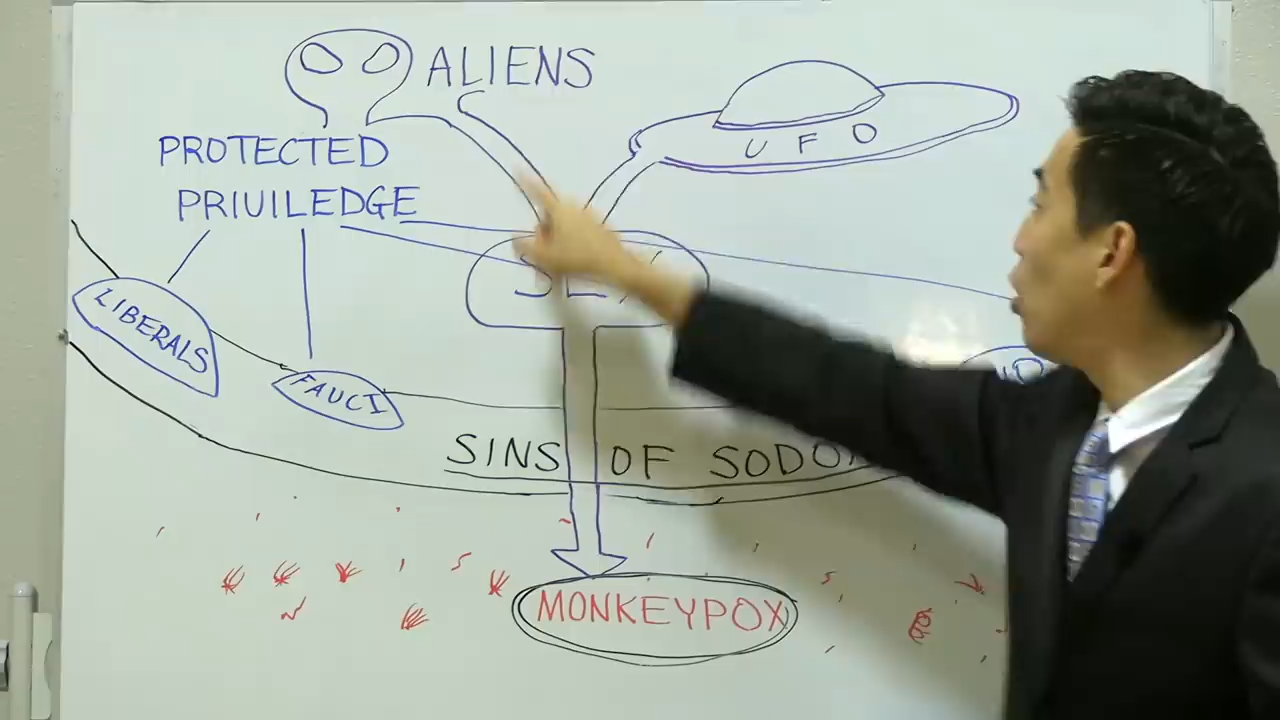 ALIENS
UFO
PROTECTED
PRIUILEDGE
LIBERALS
FAUCI
SINS OF SODO
MONKEYPOX